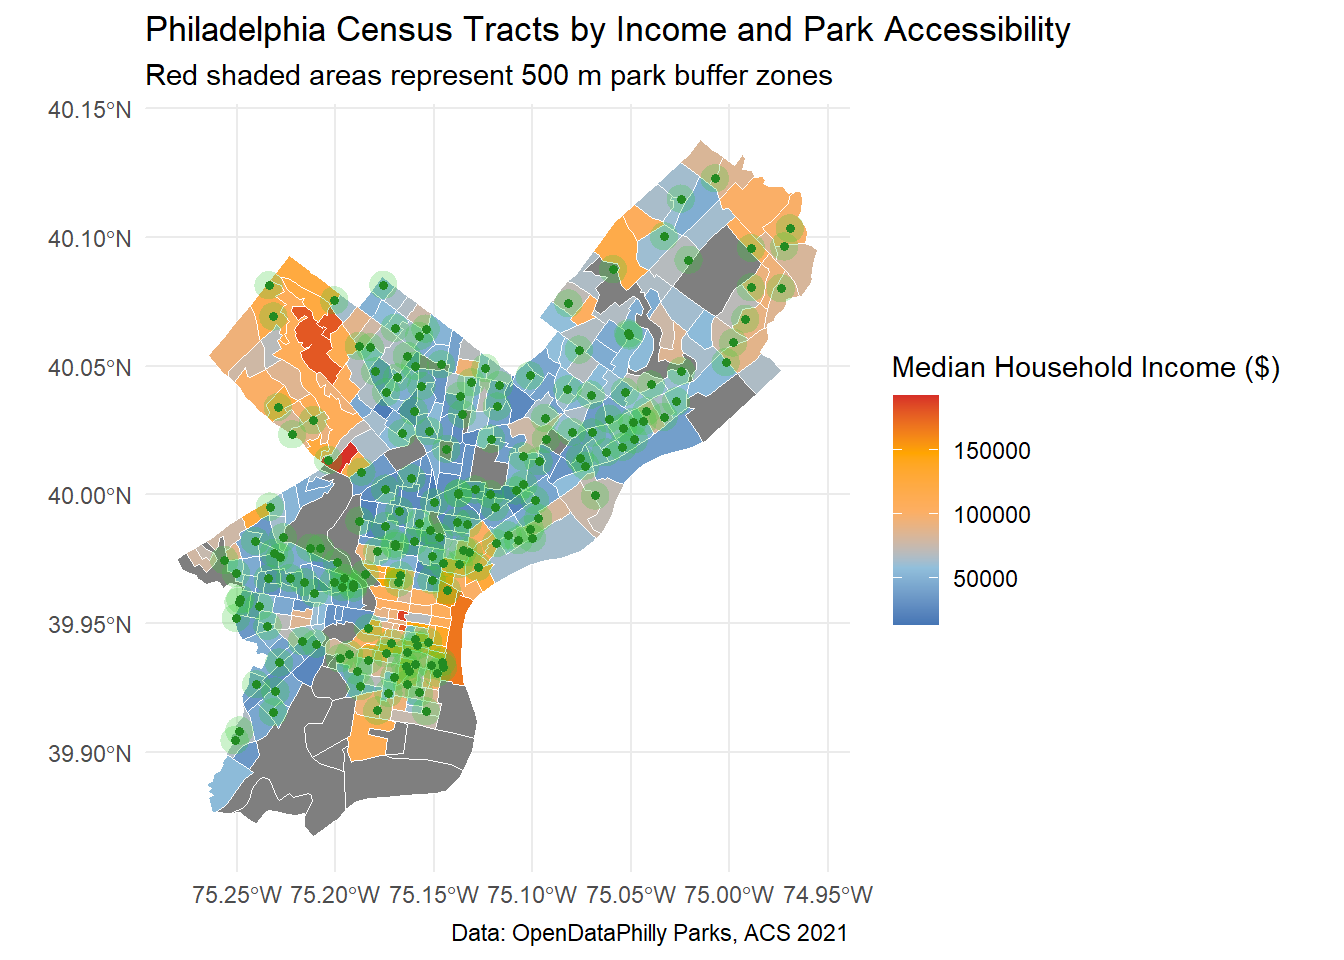 Philadelphia Census Tracts by Income and Park Accessibility
Red shaded areas represent 500 m park buffer zones
40.15°N
40.10°N
40.05°N
40.00°N
39.95°N
39.90°N
75.25°W 75.20°W 75.15°W 75.10°W 75.05°W 75.00°W 74.95°W
Median Household Income ($)
150000
100000
50000
Data: OpenDataPhilly Parks, ACS 2021